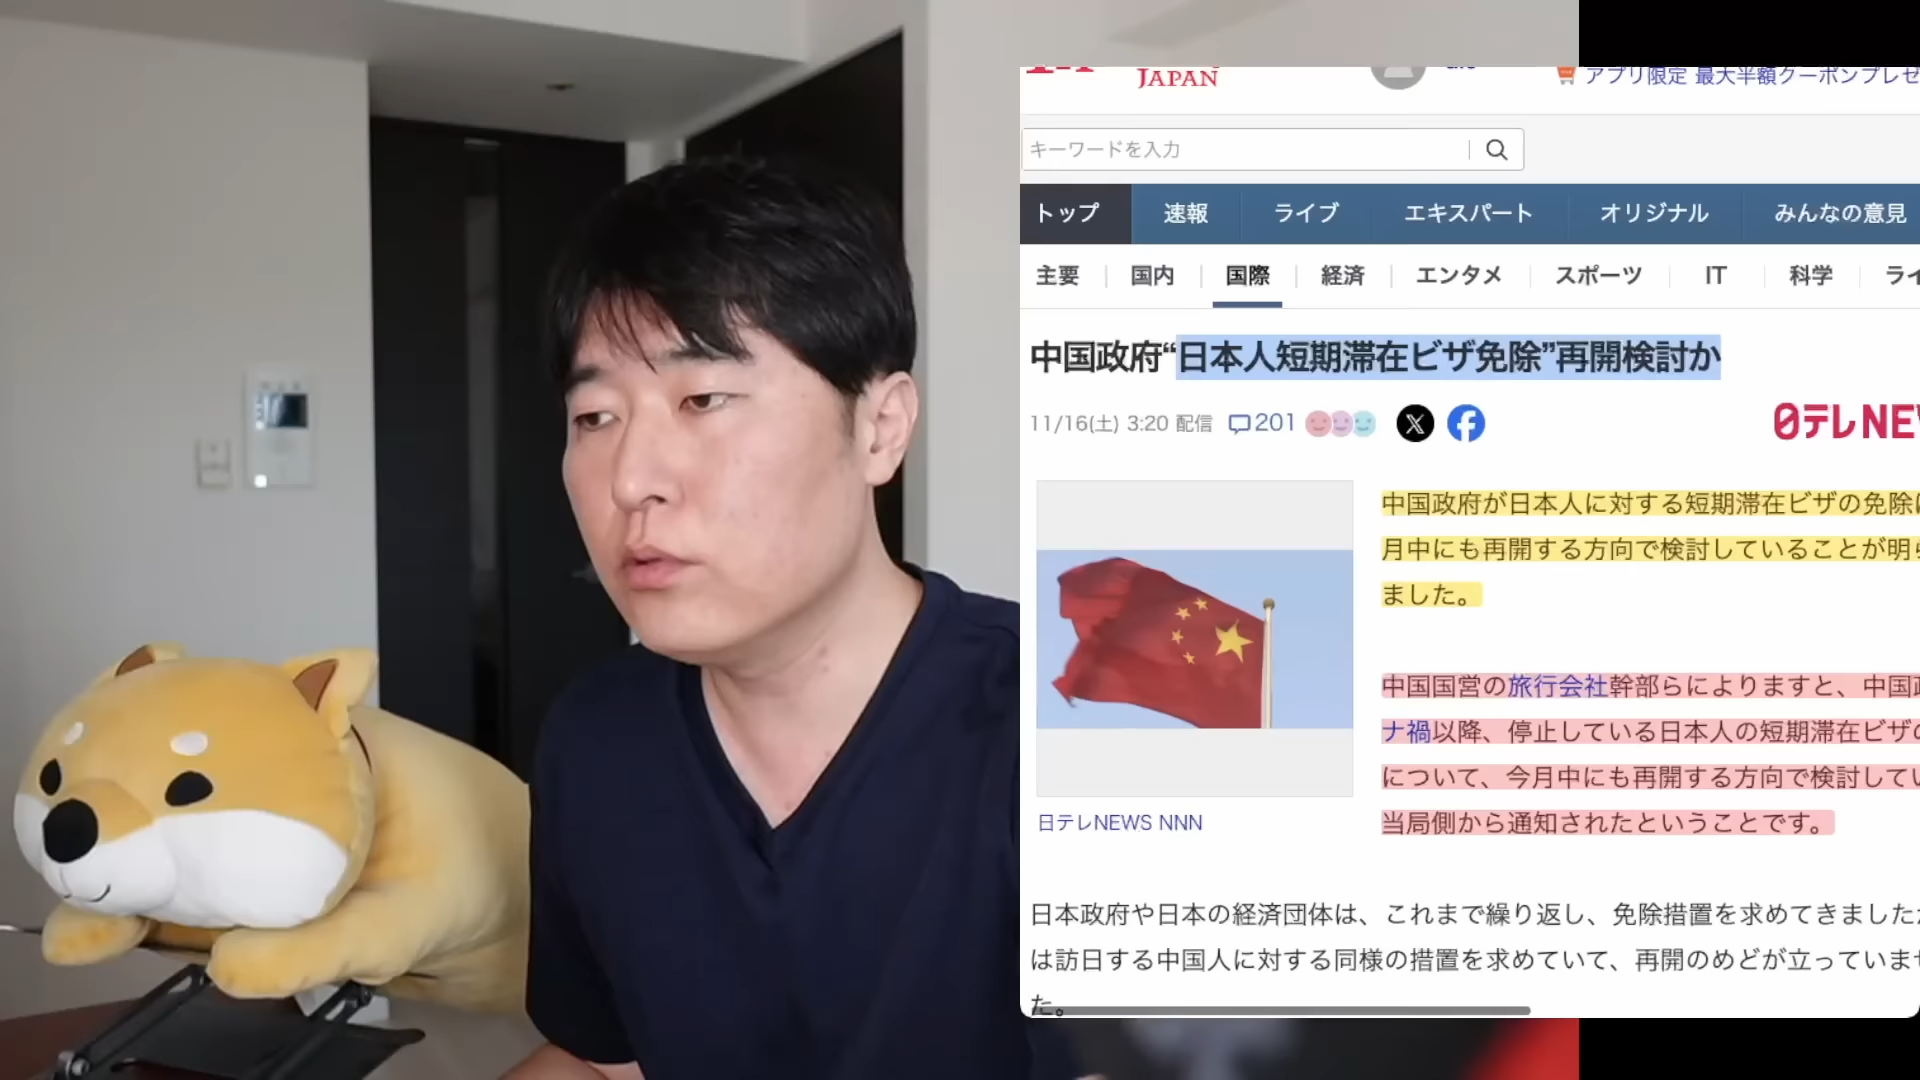 JAPAN
アプリ限定 最大半額クーポンプレゼ
キーワードを入力
トップ
速報
ライブ
エキスパート
オリジナル
みんなの意見
主要
国内
国際
経済
エンタメ
スポーツ
IT
科学
ライ
中国政府“日本人短期滞在ビザ免除”再開検討か
11/16(土) 3:20 配信
201
日テレNEW
中国政府が日本人に対する短期滞在ビザの免除
月中にも再開する方向で検討していることが明
ました。
中国国営の旅行会社幹部らによりますと、中国
ナ禍以降、停止している日本人の短期滞在ビザの
について、今月中にも再開する方向で検討してい
当局側から通知されたということです。
日テレNEWS NNN
日本政府や日本の経済団体は、これまで繰り返し、免除措置を求めてきました
は訪日する中国人に対する同様の措置を求めていて、再開のめどが立っていま
た。